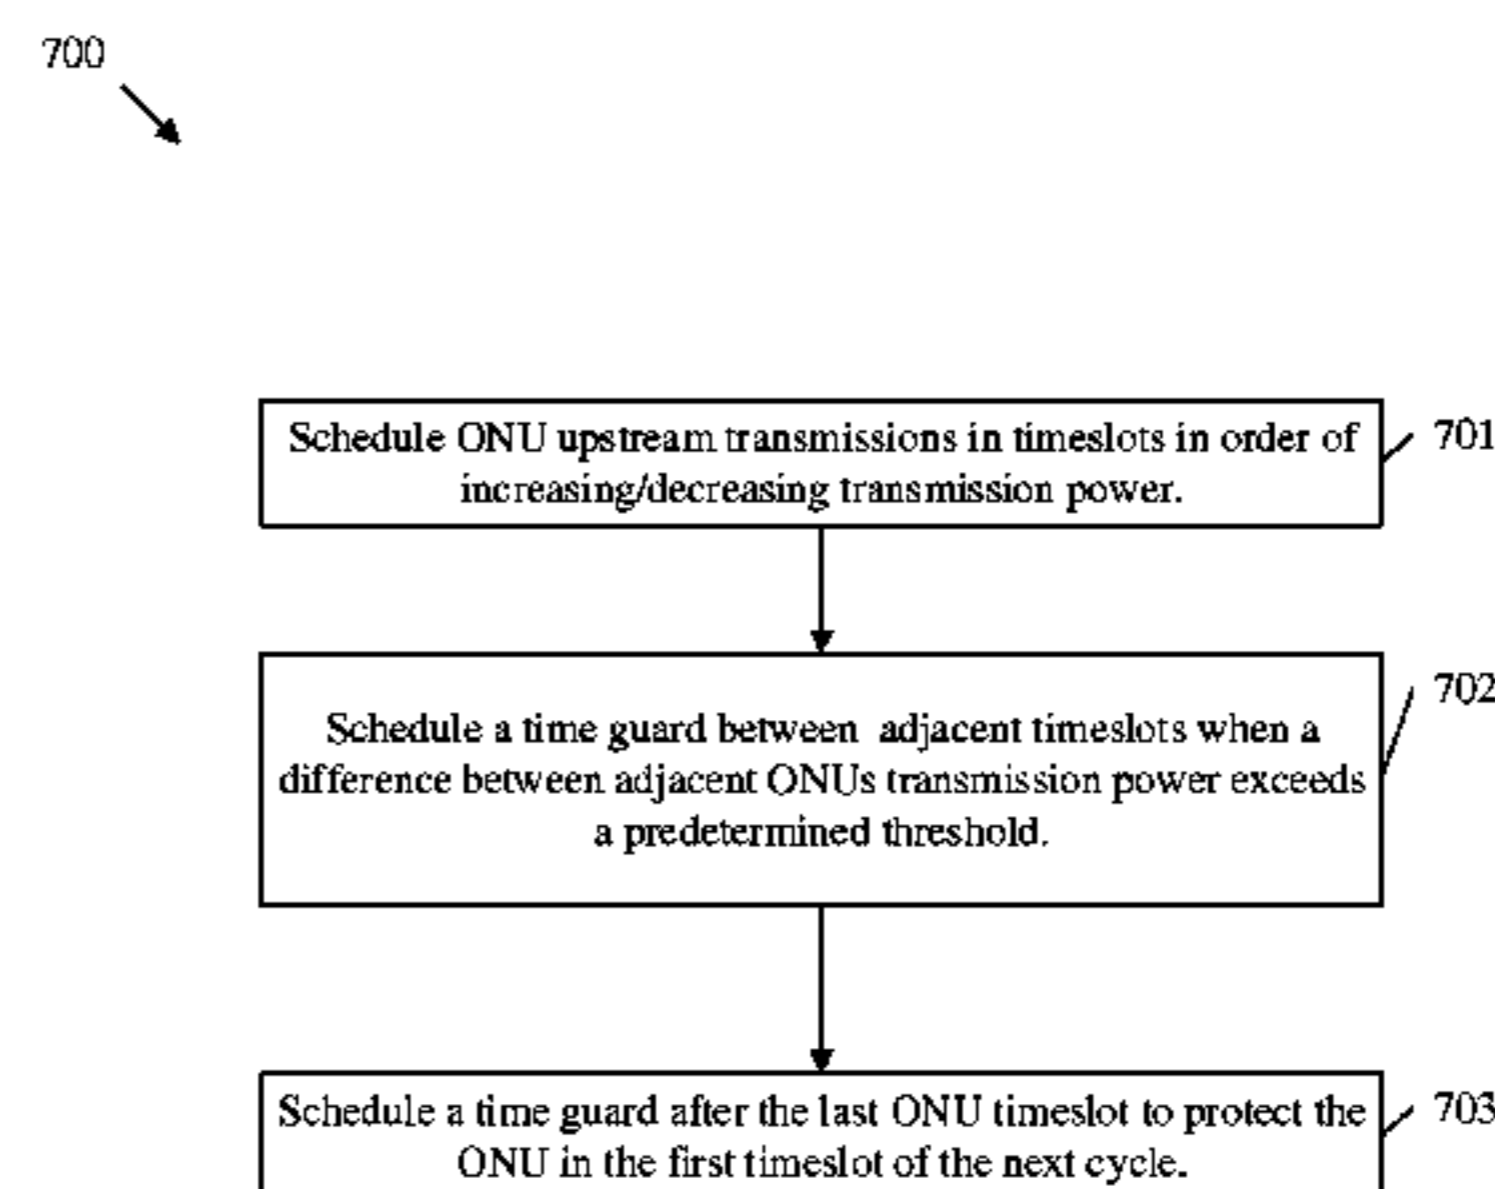 700
Schedule ONU upstream transmissions in timeslots in order of
increasing/decreasing transmission power.
701
Schedule a time guard between adjacent timeslots when a
difference between adjacent ONUs transmission power exceeds
a predetermined threshold.
702
Schedule a time guard after the last ONU timeslot to protect the
ONU in the first timeslot of the next cycle.
703